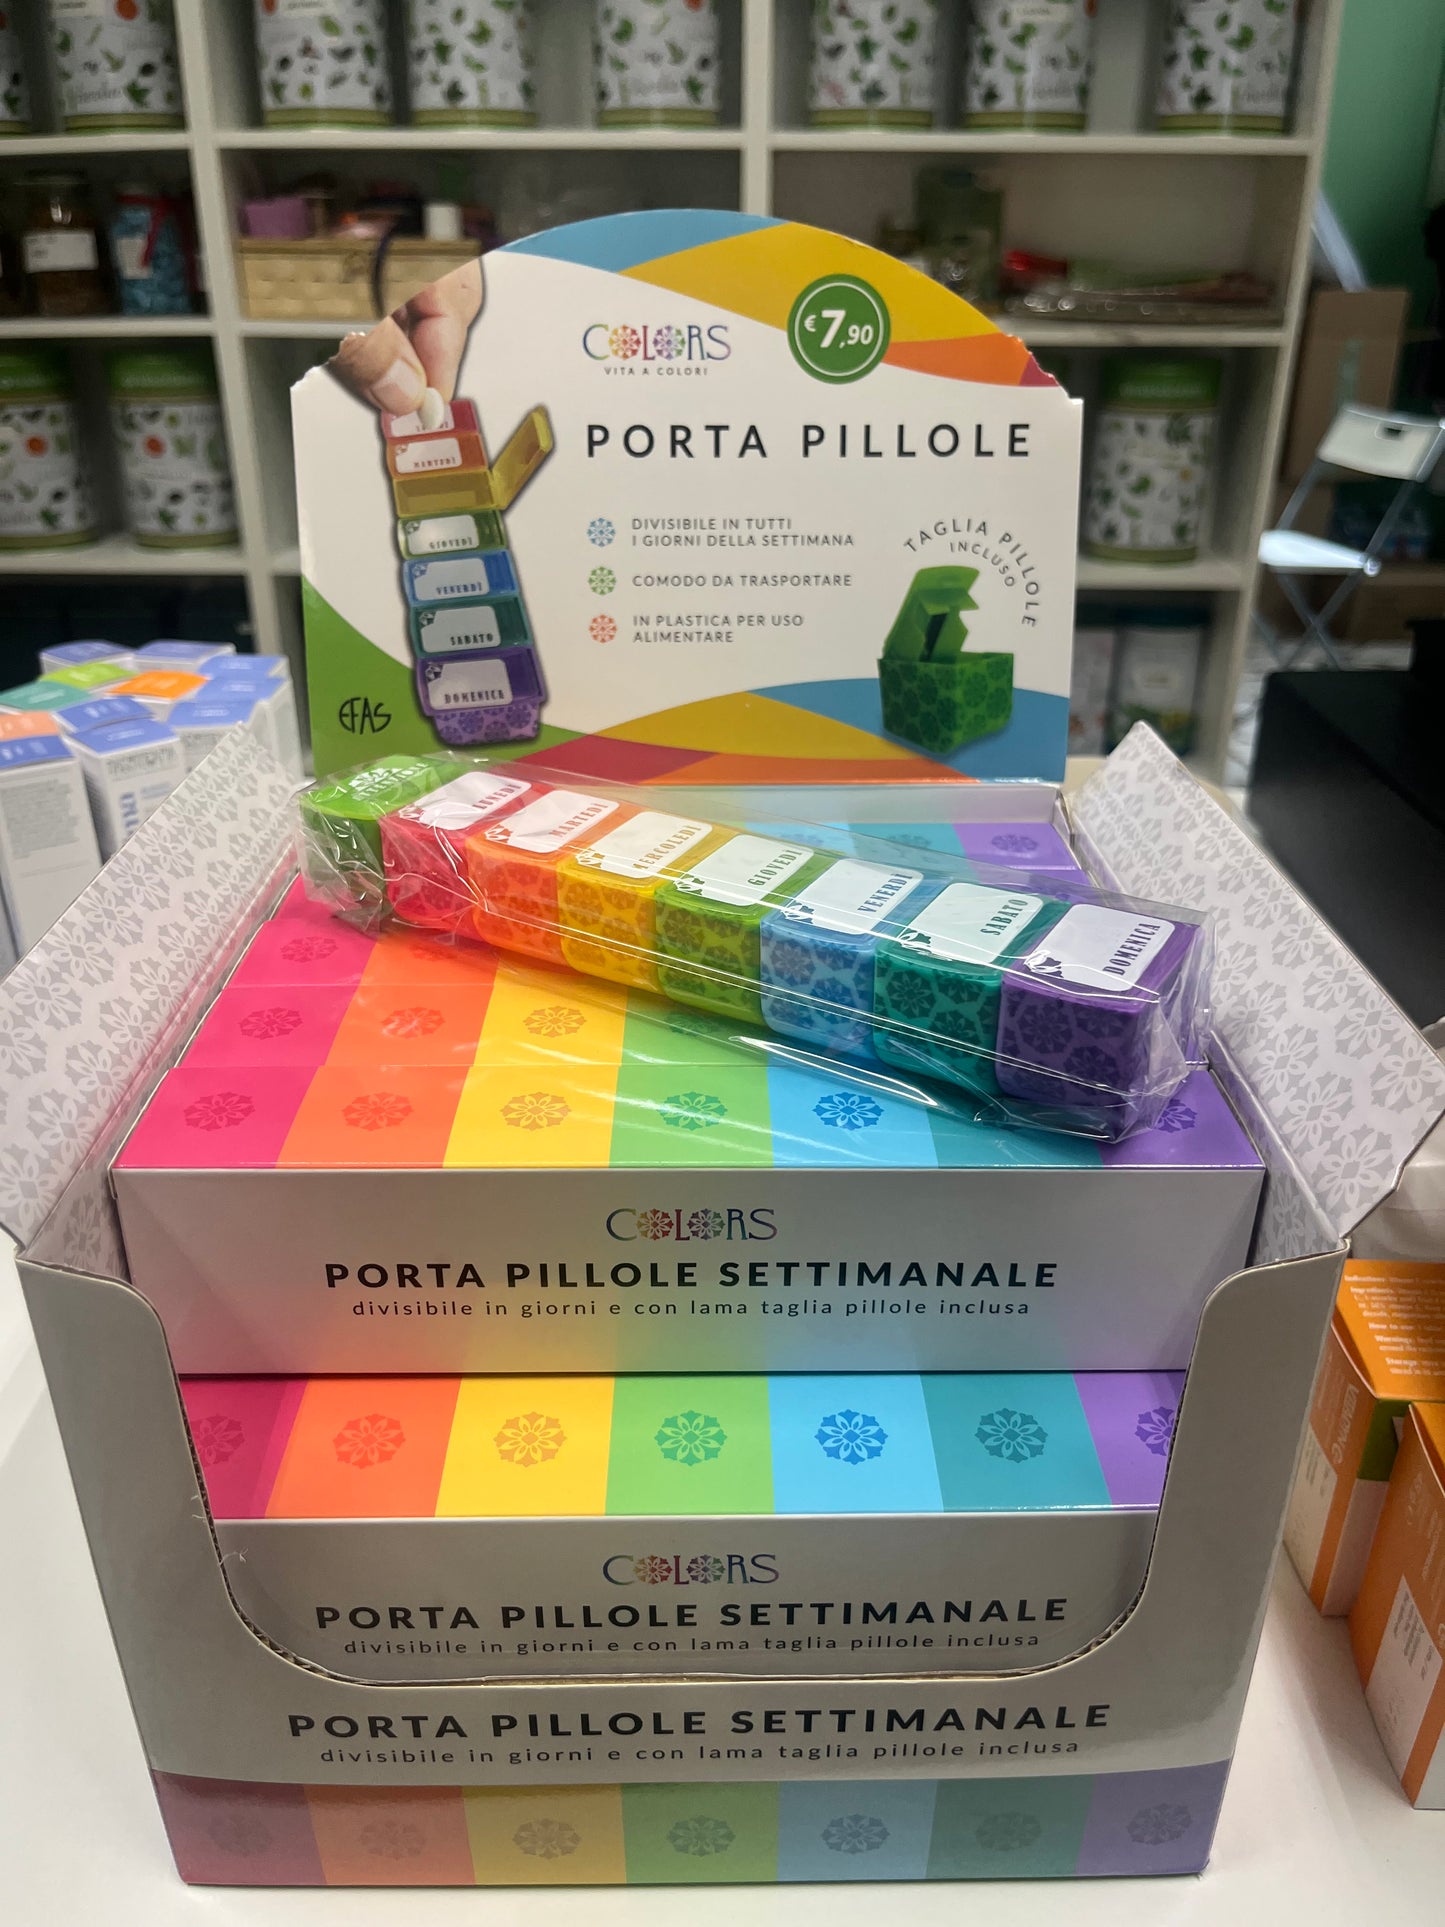 COLORS
VITA A COLORI
€7,90
PORTA PILLOLE
DIVISIBILE IN TUTTI
I GIORNI DELLA SETTIMANA
COMODO DA TRASPORTARE
IN PLASTICA PER USO
ALIMENTARE
TAGLIA PILLOLE
INCLUSO
MARTEDÌ
GIOVEDÌ
VENERDÌ
SABATO
DOMENICA
EFAS
LUNEDÌ
MARTEDÌ
MERCOLEDÌ
GIOVEDÌ
VENERDÌ
SABATO
DOMENICA
COLORS
PORTA PILLOLE SETTIMANALE
divisibile in giorni e con lama taglia pillole inclusa
COLORS
PORTA PILLOLE SETTIMANALE
divisibile in giorni e con lama taglia pillole inclusa
PORTA PILLOLE SETTIMANALE
divisibile in giorni e con lama taglia pillole inclusa